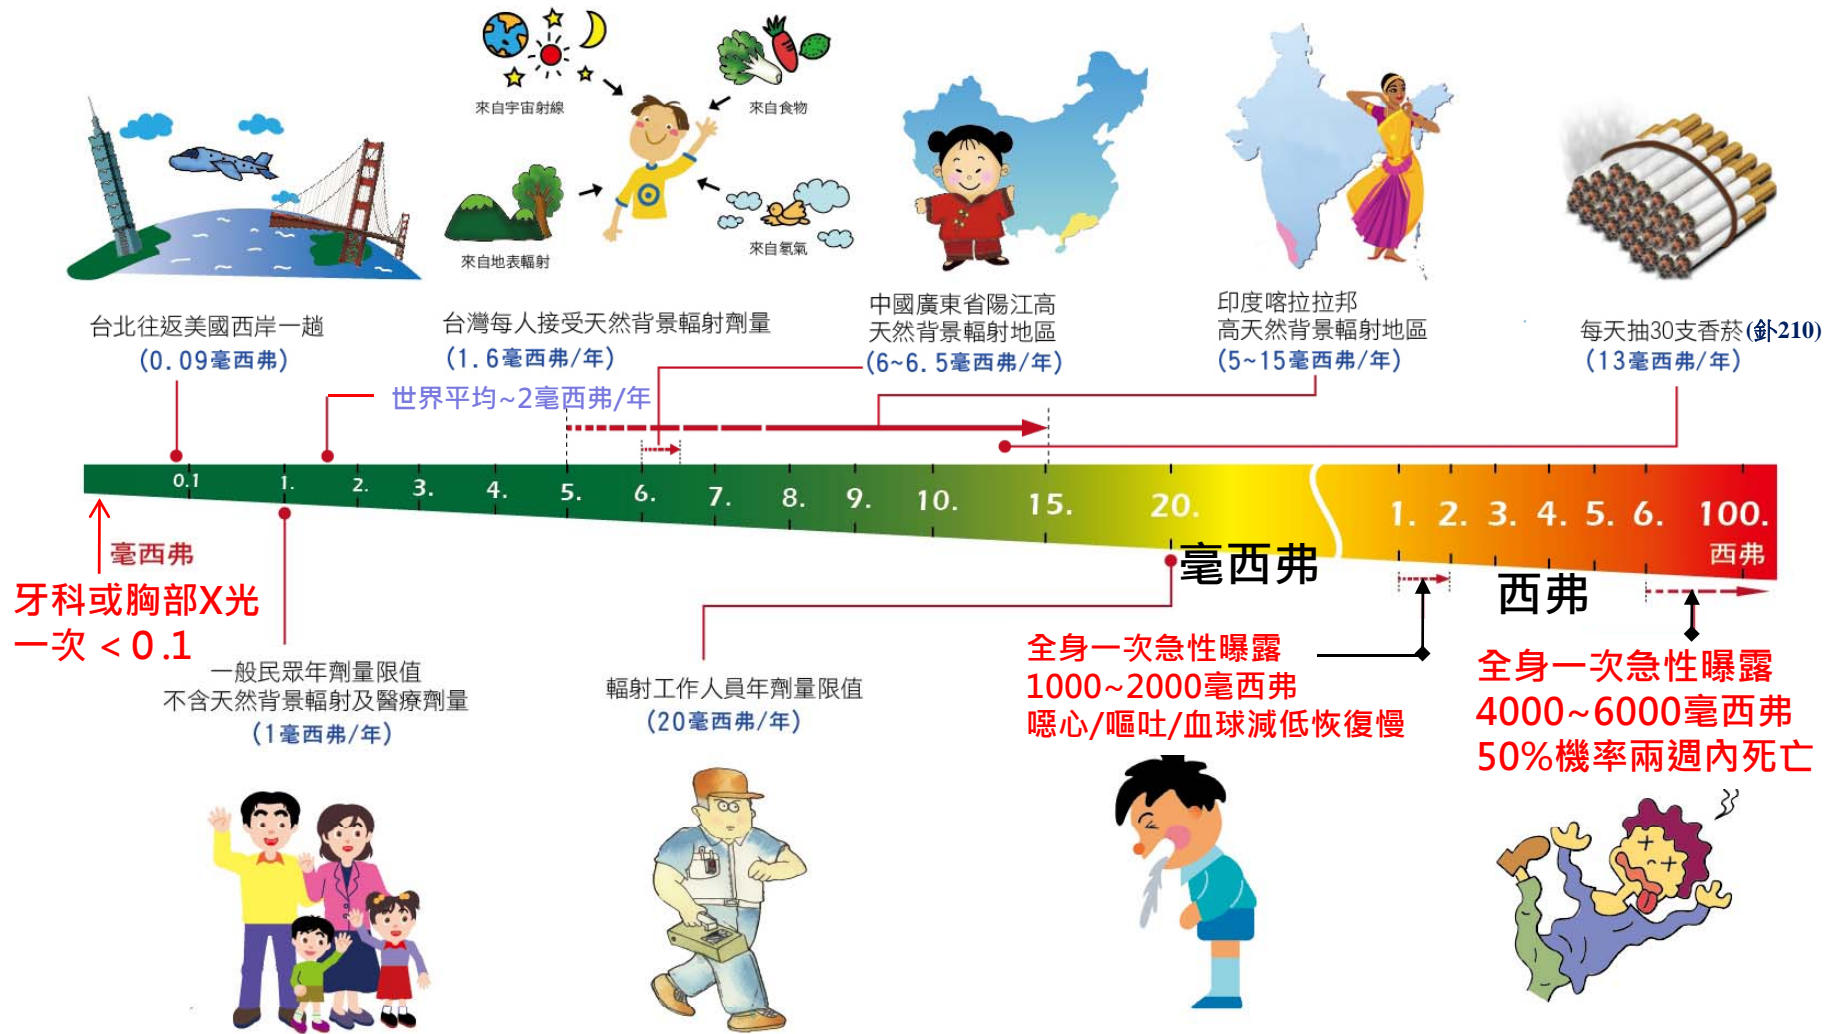 來自宇宙射線
來自食物
來自地表輻射
來自氡氣
台北往返美國西岸一趟
(0.09毫西弗)
台灣每人接受天然背景輻射劑量
(1.6毫西弗/年)
中國廣東省陽江高
天然背景輻射地區
(6~6.5毫西弗/年)
印度喀拉拉邦
高天然背景輻射地區
(5~15毫西弗/年)
每天抽30支香菸(釙210)
(13毫西弗/年)
世界平均~2毫西弗/年
0.1 1. 2. 3. 4. 5. 6. 7. 8. 9. 10. 15. 20. 1. 2. 3. 4. 5. 6. 100.
毫西弗
毫西弗
西弗
西弗
牙科或胸部X光
一次 <0.1
一般民眾年劑量限值
不含天然背景輻射及醫療劑量
(1毫西弗/年)
輻射工作人員年劑量限值
(20毫西弗/年)
全身一次急性曝露
1000~2000毫西弗
噁心/嘔吐/血球減低恢復慢
全身一次急性曝露
4000~6000毫西弗
50%機率兩週內死亡